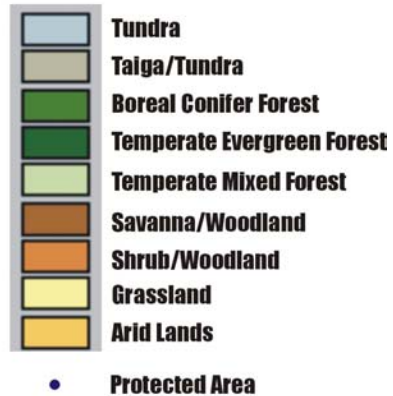 Tundra
Taiga/Tundra
Boreal Conifer Forest
Temperate Evergreen Forest
Temperate Mixed Forest
Savanna/Woodland
Shrub/Woodland
Grassland
Arid Lands
Protected Area